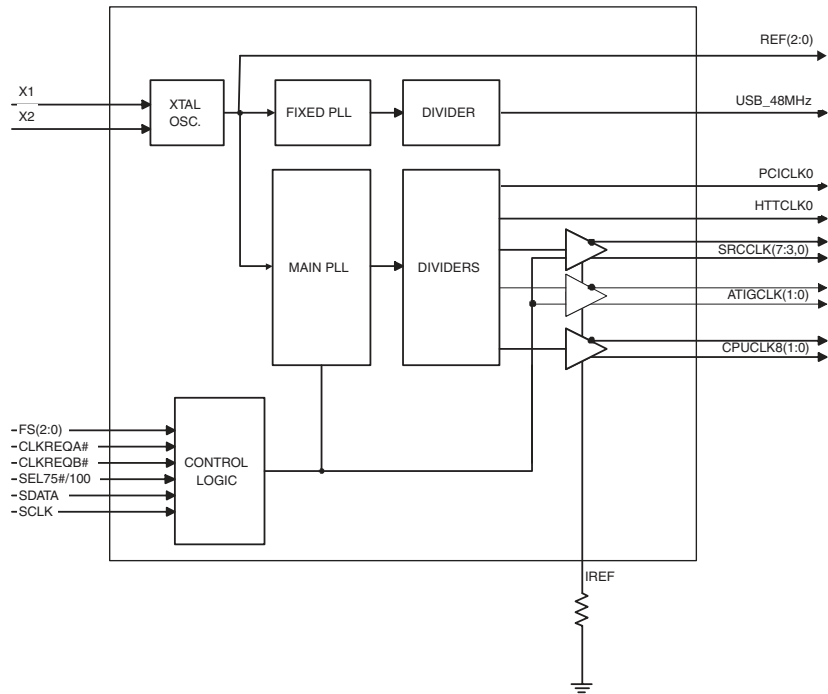 REF(2:0)
X1
XTAL
OSC.
FIXED PLL
DIVIDER
USB_48MHz
X2
PCICLK0
HTTCLK0
MAIN PLL
DIVIDERS
SRCCLK(7:3,0)
ATIGCLK(1:0)
CPUCLK8(1:0)
FS(2:0)
CLKREQA#
CLKREQB#
SEL75#/100
SDATA
SCLK
CONTROL
LOGIC
IREF